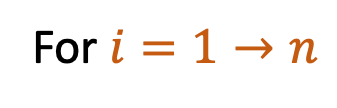 For i = 1 → n